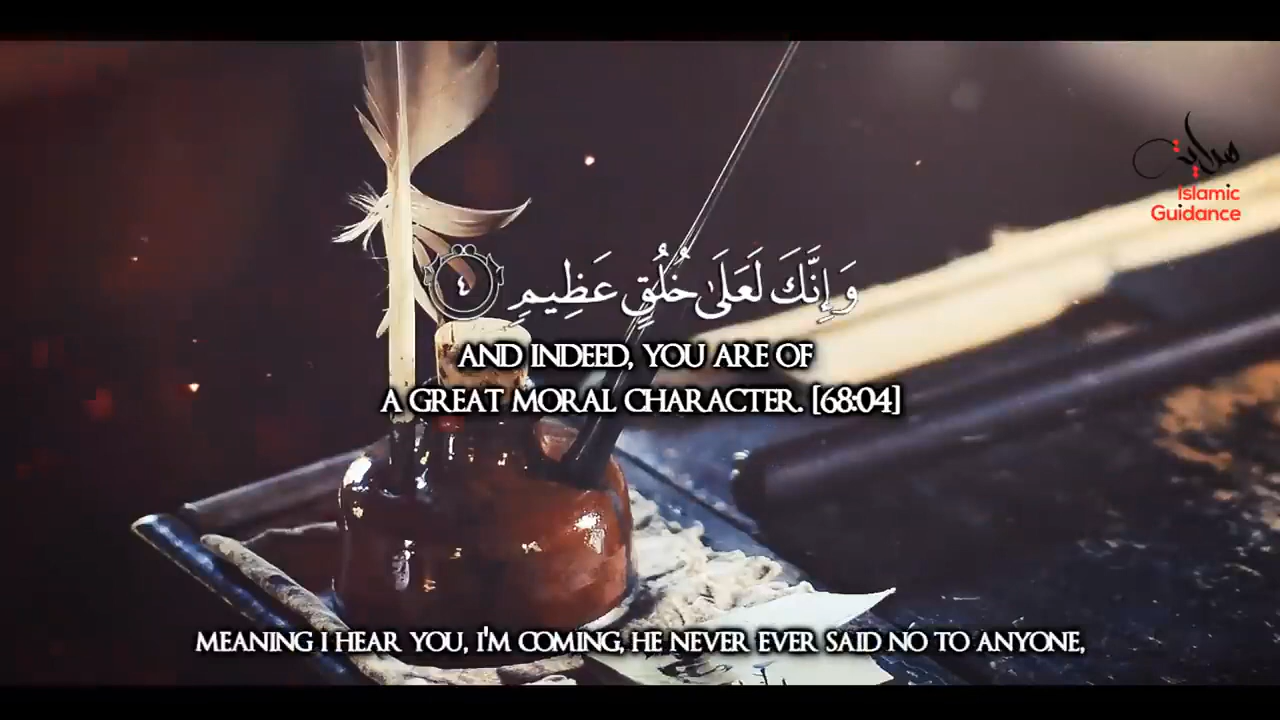 هداية
Islamic
Guidance
وَإِنَّكَ لَعَلَىٰ خُلُقٍ عَظِيمٍ ٤
AND INDEED, YOU ARE OF
A GREAT MORAL CHARACTER. [68:04]
MEANING I HEAR YOU, I'M COMING, HE NEVER EVER SAID NO TO ANYONE,